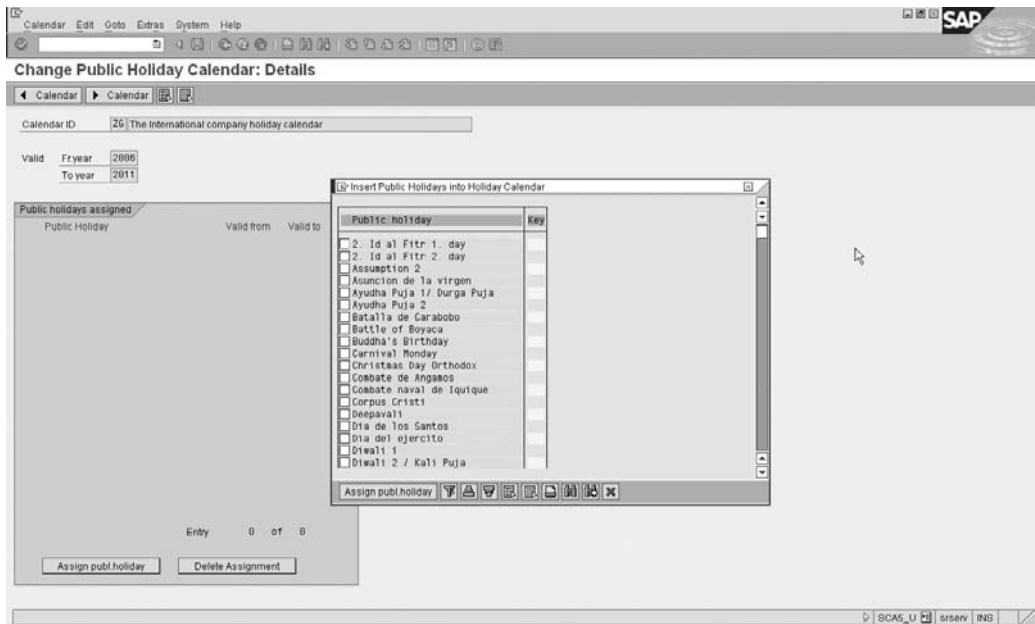 Calendar Edit Goto Extras System Help
SAP
Change Public Holiday Calendar: Details
Calendar Calendar
Calendar ID ZG The International company holiday calendar
Valid Fr.year 2006
To year 2011
Public holidays assigned
Public Holiday Valid from Valid to
Entry 0 of 0
Assign publ.holiday Delete Assignment
Insert Public Holidays into Holiday Calendar
Public holiday Key
2. Id al Fitr 1. day
2. Id al Fitr 2. day
Assumption 2
Asuncion de la virgen
Ayudha Puja 1/ Durga Puja
Ayudha Puja 2
Batalla de Carabobo
Battle of Boyaca
Buddha's Birthday
Carnival Monday
Christmas Day Orthodox
Combate de Angamos
Combate naval de Iquique
Corpus Cristi
Deepavali
Dia de los Santos
Dia del ejercito
Diwali 1
Diwali 2 / Kali Puja
Assign publ.holiday
SCA5_U srserv INS